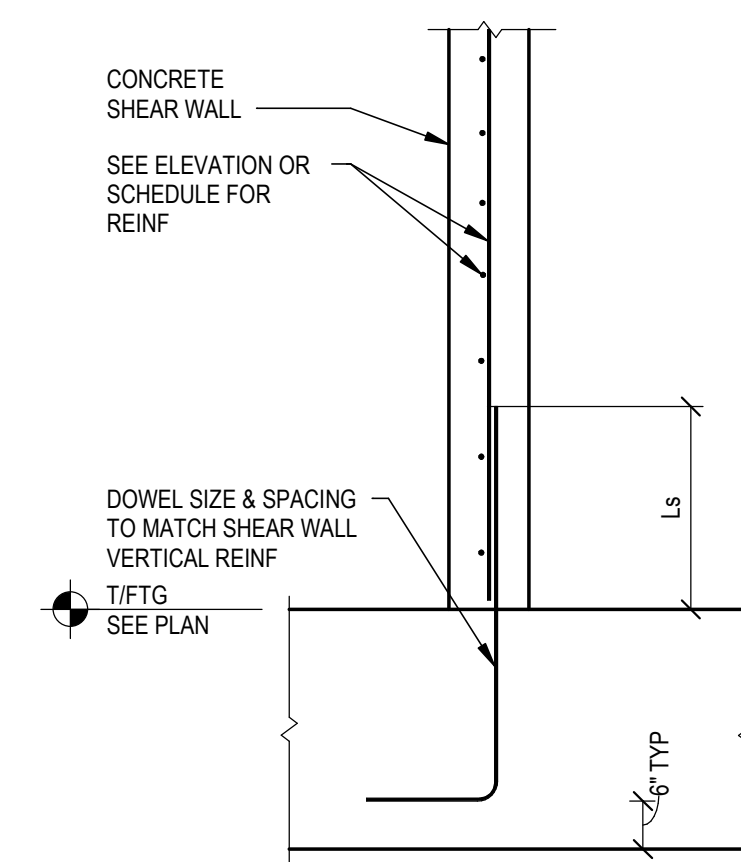 CONCRETE
SHEAR WALL
SEE ELEVATION OR
SCHEDULE FOR
REINF
Ls
DOWEL SIZE & SPACING
TO MATCH SHEAR WALL
VERTICAL REINF
T/FTG
SEE PLAN
6" TYP